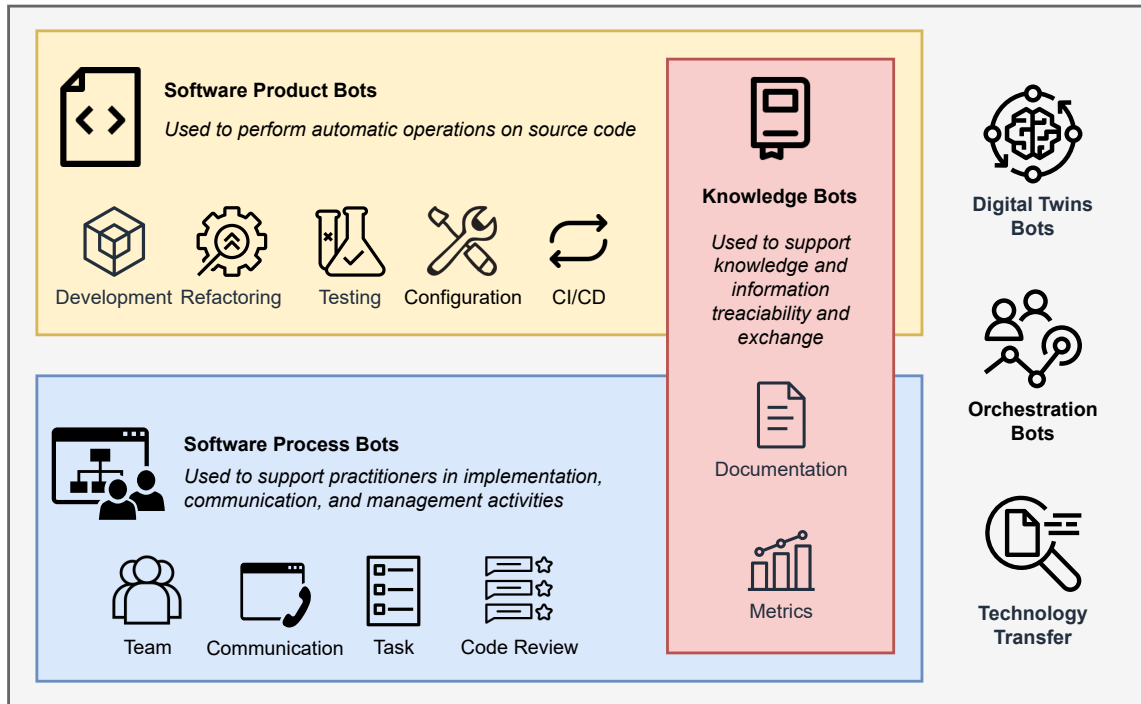 Software Product Bots
Used to perform automatic operations on source code
Development
Refactoring
Testing
Configuration
CI/CD
Knowledge Bots
Used to support
knowledge and
information
treaciability and
exchange
Documentation
Metrics
Software Process Bots
Used to support practitioners in implementation,
communication, and management activities
Team
Communication
Task
Code Review
Digital Twins
Bots
Orchestration
Bots
Technology
Transfer